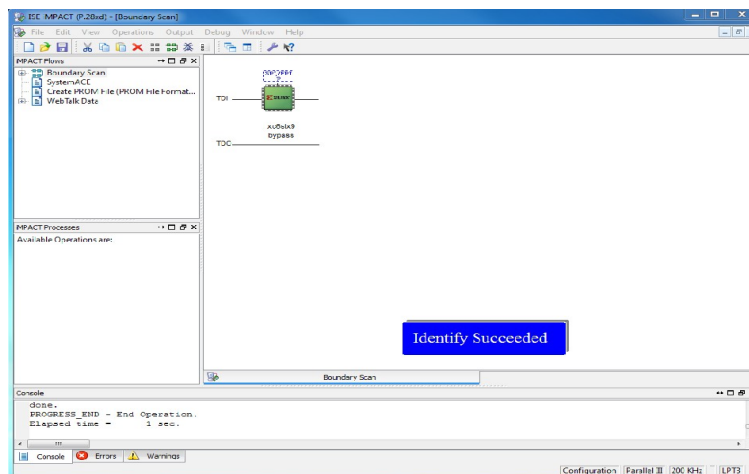 ISE iMPACT (P.20xd) - [Boundary Scan]
File Edit View Operations Output Debug Window Help
iMPACT Flows
Boundary Scan
SystemACE
Create PROM File (PROM File Format...
WebTalk Data
TDI
bypass
TDO
iMPACT Processes
Available Operations are:
Identify Succeeded
Boundary Scan
Console
done.
PROGRESS_END - End Operation.
Elapsed time = 1 sec.
Console Errors Warnings
Configuration Parallel III 200 KHz LPT3